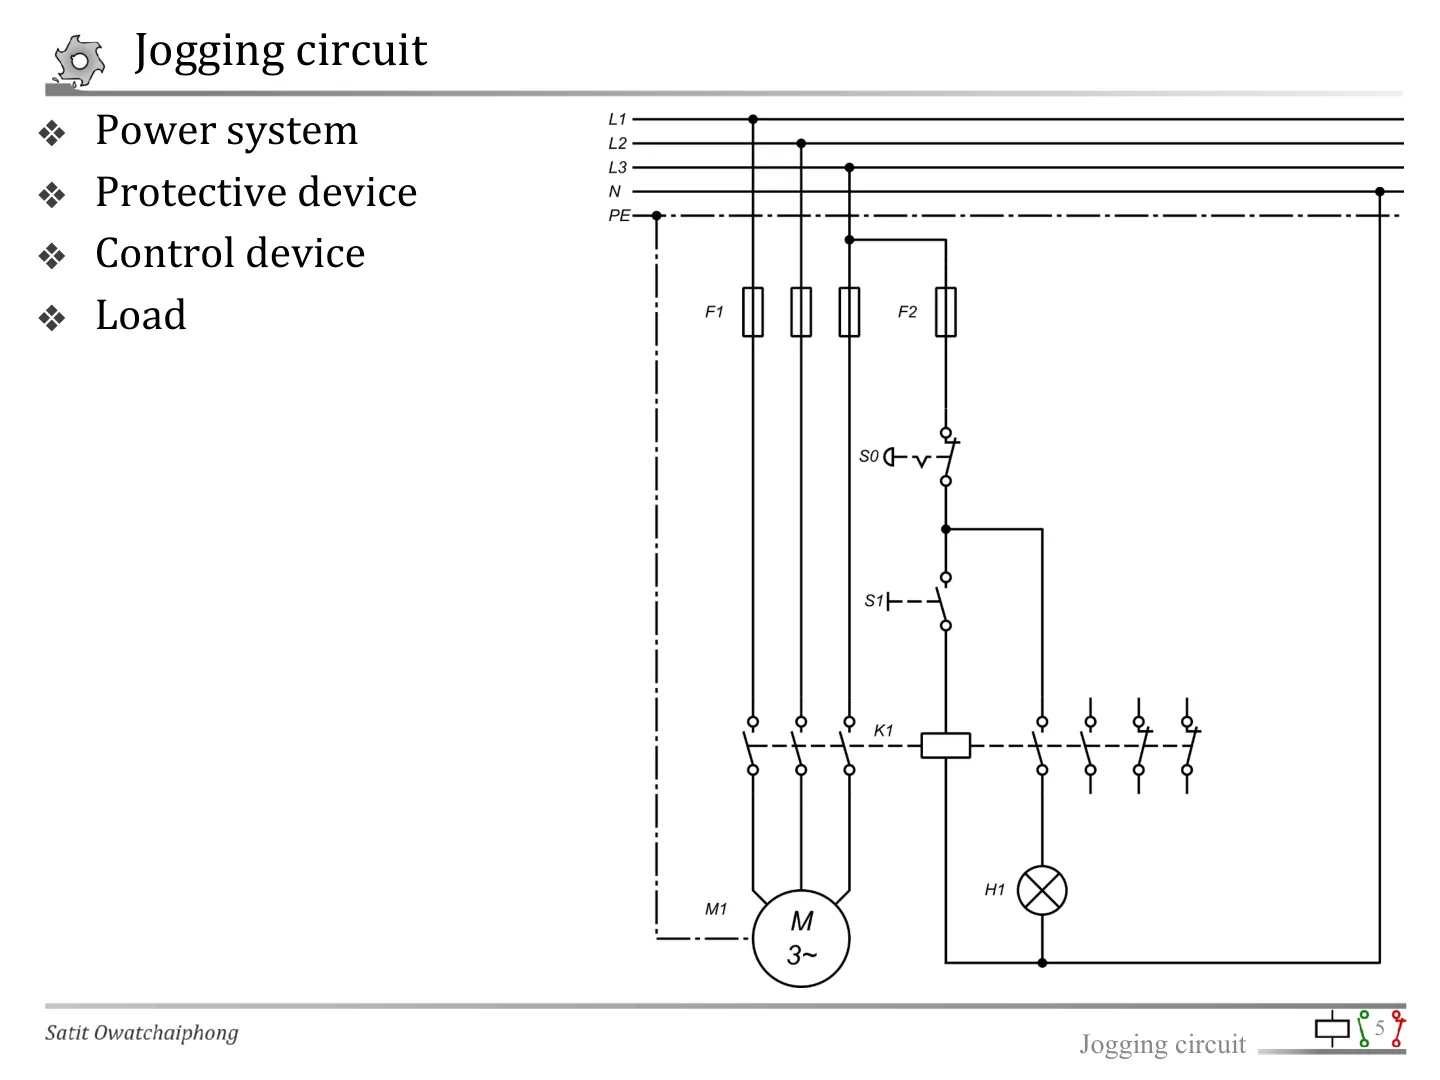 Jogging circuit
Power system
Protective device
Control device
Load
L1
L2
L3
N
PE
F1
F2
S0
S1
K1
H1
M1
M
3~
Satit Owatchaiphong
Jogging circuit
5